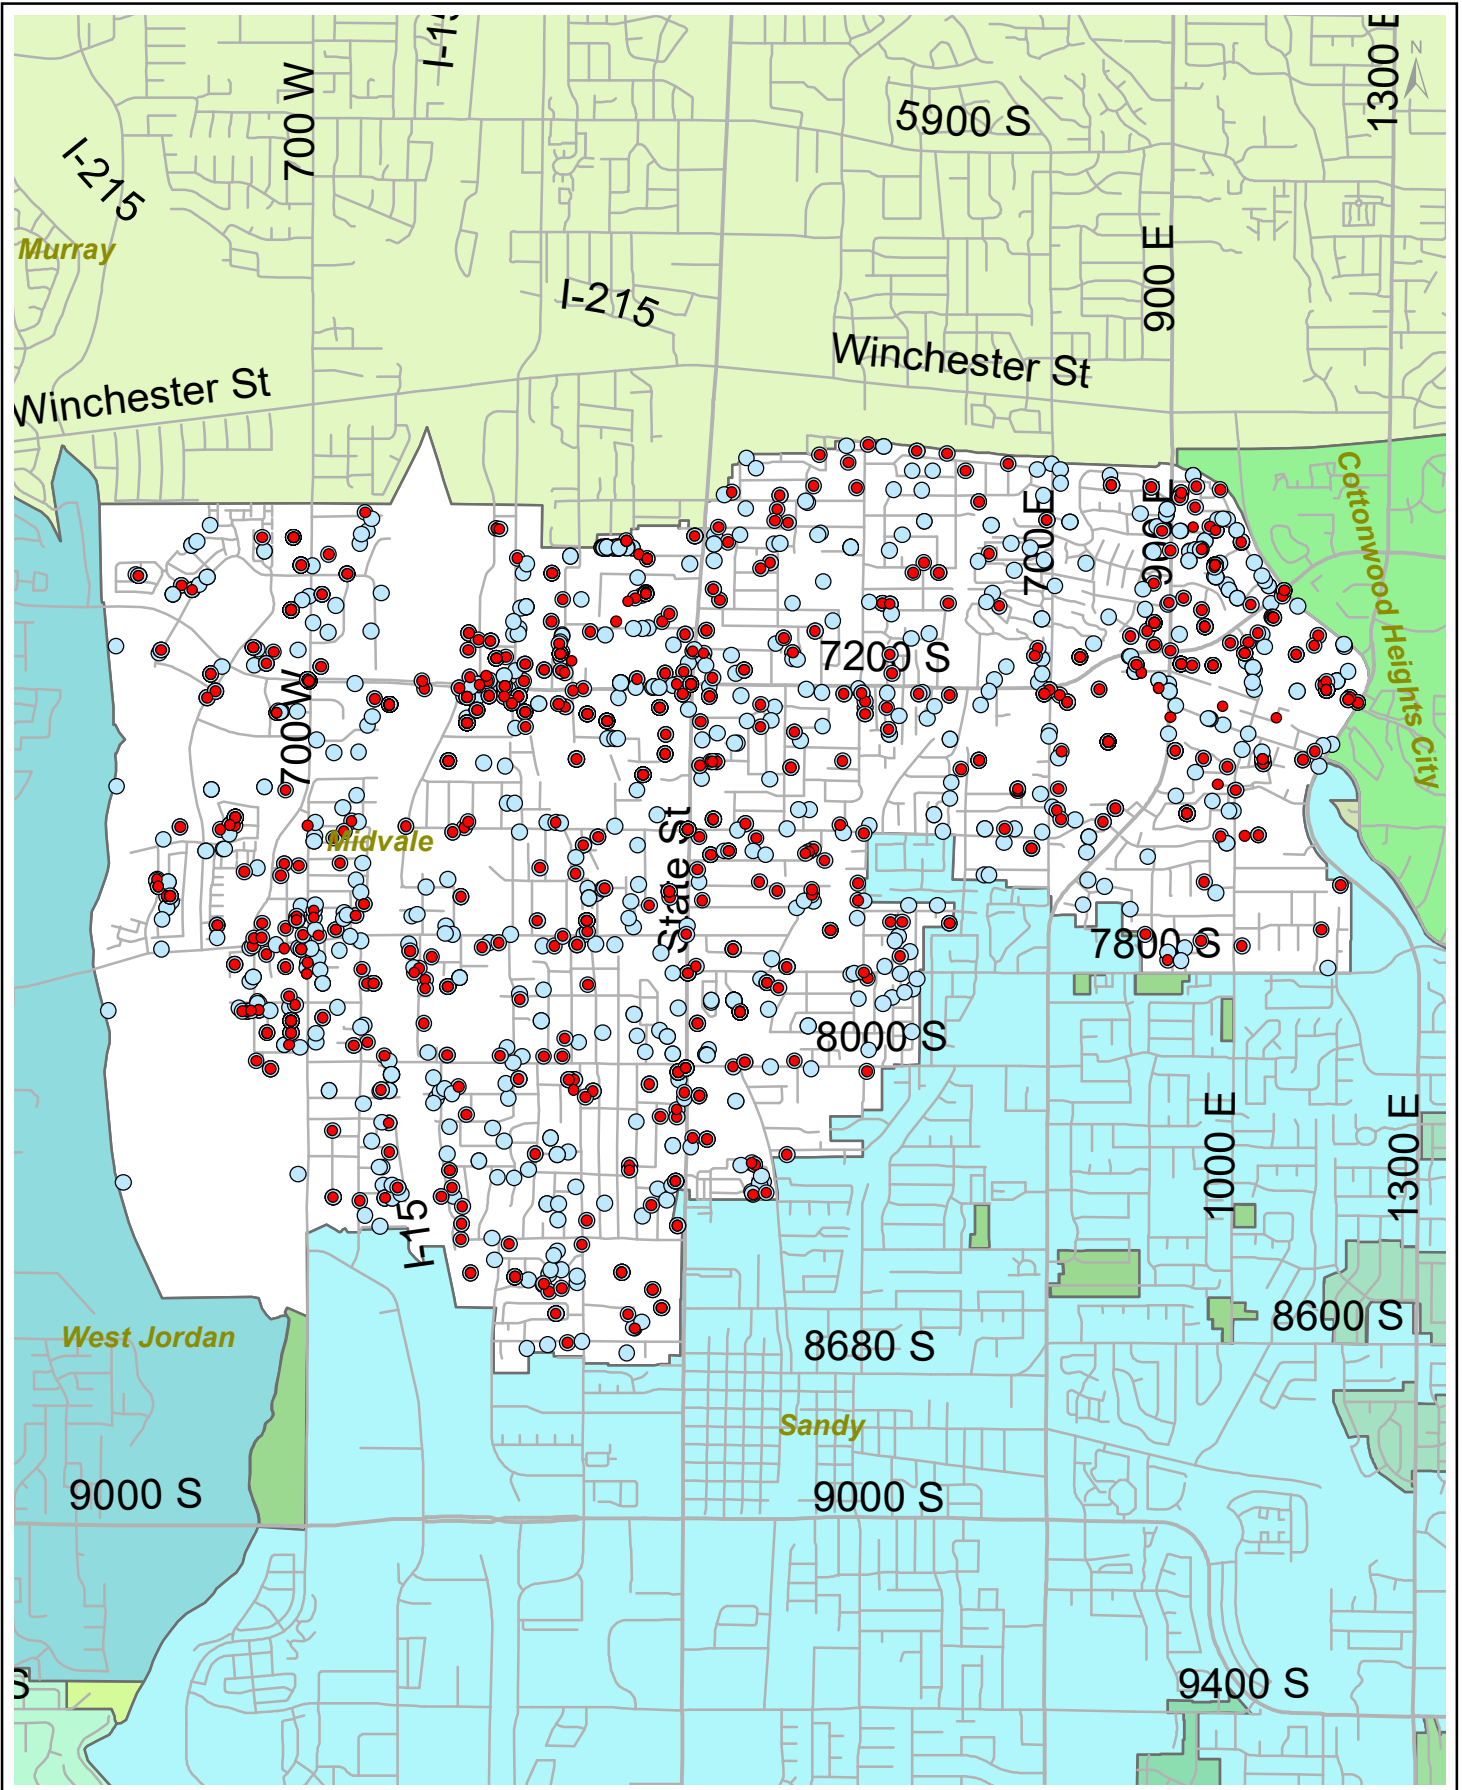 I-15
1300 E
N
700 W
5900 S
I-215
Murray
900 E
I-215
Winchester St
Winchester St
Cottonwood Heights City
700 E
900 E
7200 S
700 W
Midvale
State St
7800 S
8000 S
1000 E
1300 E
I-15
8600 S
West Jordan
8680 S
Sandy
9000 S
9000 S
S
9400 S